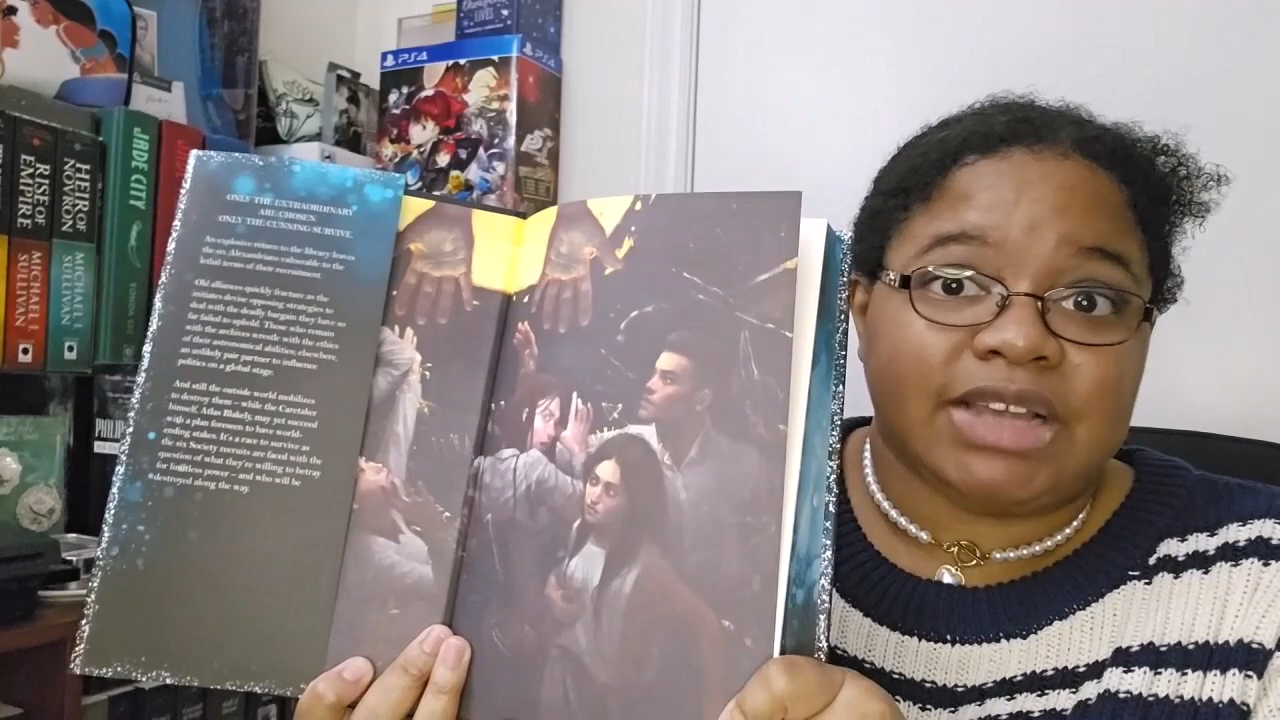 LIVES
PS4
PS4
HEIR OF NOVRON
MICHAEL J. SULLIVAN
RISE OF EMPIRE
MICHAEL J. SULLIVAN
JADE CITY
FONDA LEE
JADE
ONLY THE EXTRAORDINARY
ARE CHOSEN.
ONLY THE CUNNING SURVIVE.
An explosive return to the library leaves
the six Alexandrians vulnerable to the
lethal terms of their recruitment.
Old alliances quickly fracture as the
initiates devise opposing strategies to
deal with the deadly bargain they have so
far failed to uphold. Those who remain
with the archives wrestle with the ethics
of their astronomical abilities; elsewhere,
an unlikely pair partner to influence
politics on a global stage.
And still the outside world mobilizes
to destroy them – while the Caretaker
himself, Atlas Blakely, may yet succeed
with a plan foreseen to have world-
ending stakes. It's a race to survive as
the six Society recruits are faced with the
question of what they're willing to betray
for limitless power – and who will be
destroyed along the way.
PHILIP